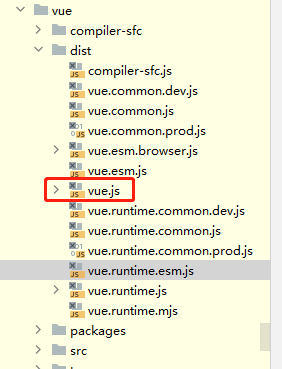 vue
compiler-sfc
dist
compiler-sfc.js
vue.common.dev.js
vue.common.js
vue.common.prod.js
vue.esm.browser.js
vue.esm.js
vue.js
vue.runtime.common.dev.js
vue.runtime.common.js
vue.runtime.common.prod.js
vue.runtime.esm.js
vue.runtime.js
vue.runtime.mjs
packages
src